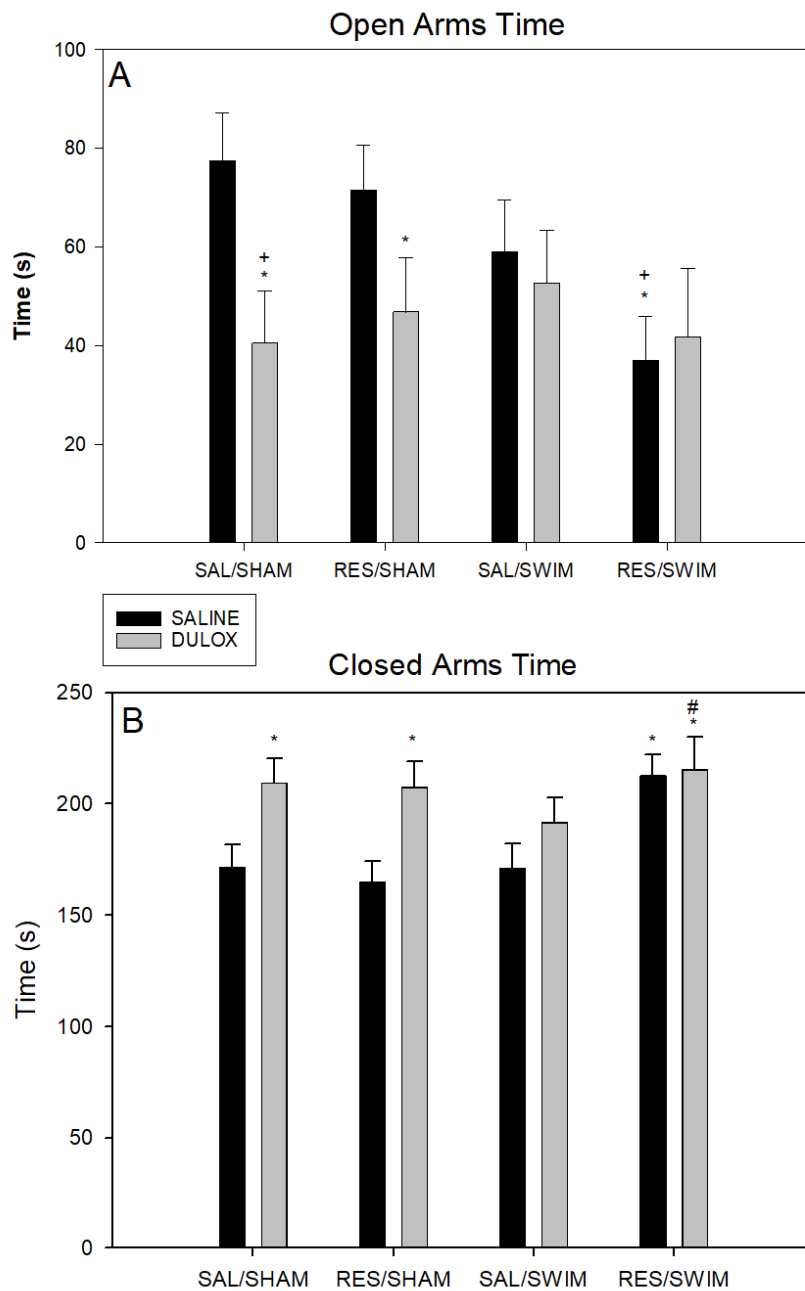 Open Arms Time
A
100
80
60
40
20
0
Time (s)
+
*
*
+
*
SAL/SHAM RES/SHAM SAL/SWIM RES/SWIM
SALINE
DULOX
Closed Arms Time
B
250
200
150
100
50
0
Time (s)
*
*
*
#
*
SAL/SHAM RES/SHAM SAL/SWIM RES/SWIM